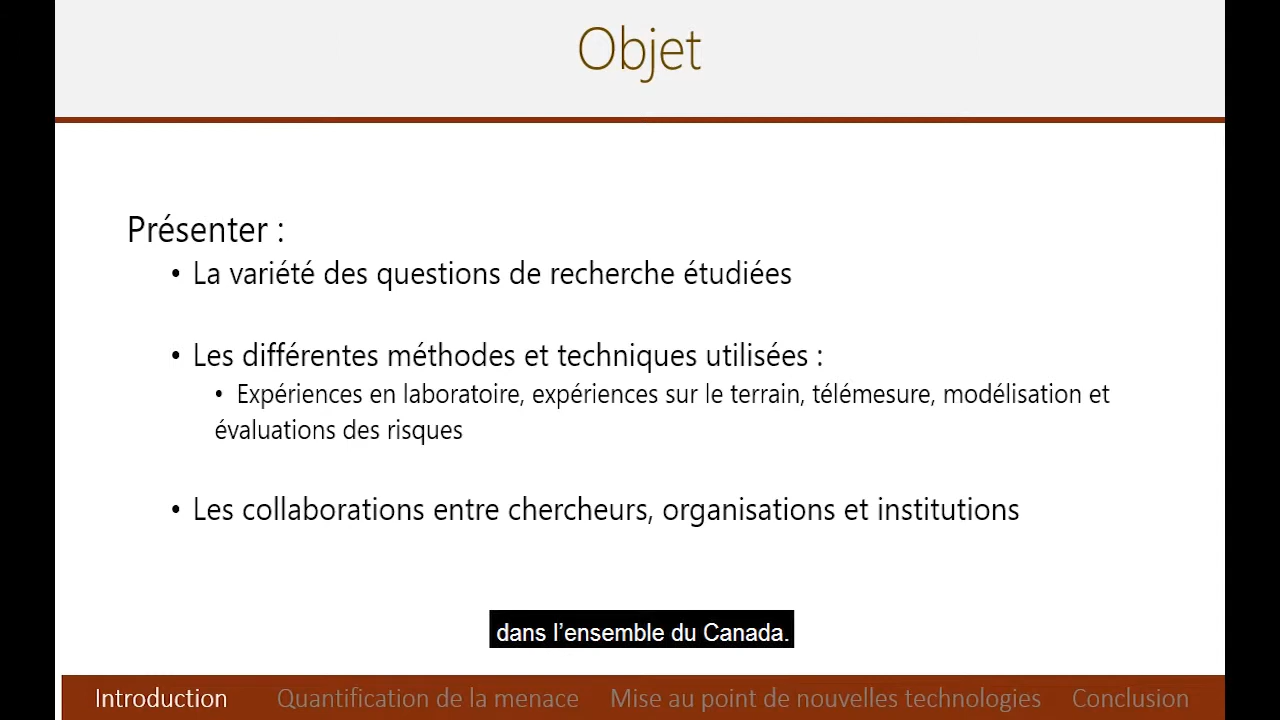 Objet
Présenter :
• La variété des questions de recherche étudiées
• Les différentes méthodes et techniques utilisées :
• Expériences en laboratoire, expériences sur le terrain, télémesure, modélisation et
évaluations des risques
• Les collaborations entre chercheurs, organisations et institutions
dans l’ensemble du Canada.
Introduction Quantification de la menace Mise au point de nouvelles technologies Conclusion